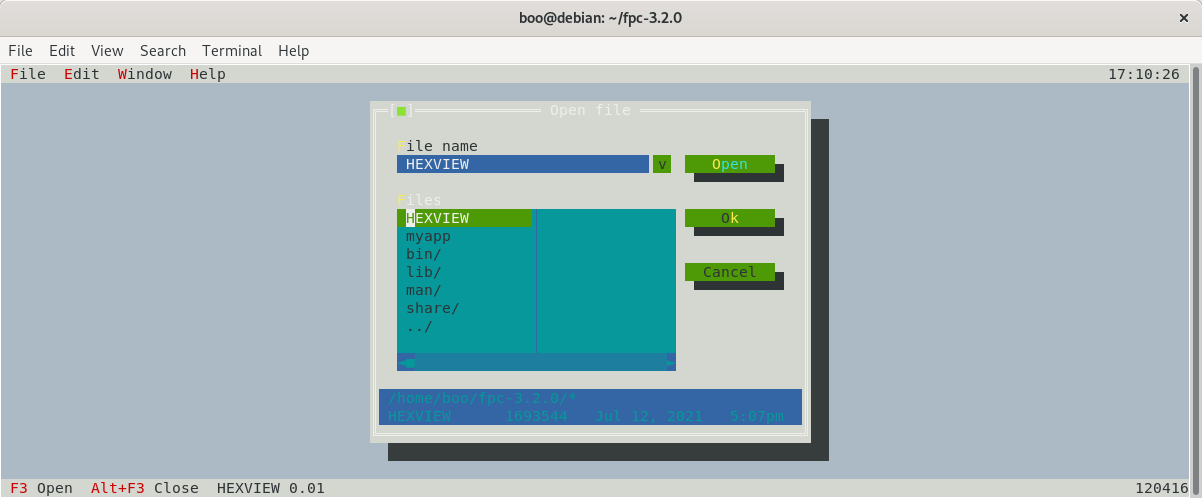 boo@debian: ~/fpc-3.2.0 ×
File Edit View Search Terminal Help
File Edit Window Help 17:10:26
[■] Open file
File name
HEXVIEW v Open
Files
HEXVIEW Ok
myapp
bin/
lib/ Cancel
man/
share/
../
/home/boo/fpc-3.2.0/*
HEXVIEW 1693544 Jul 12, 2021 5:07pm
F3 Open Alt+F3 Close HEXVIEW 0.01 120416